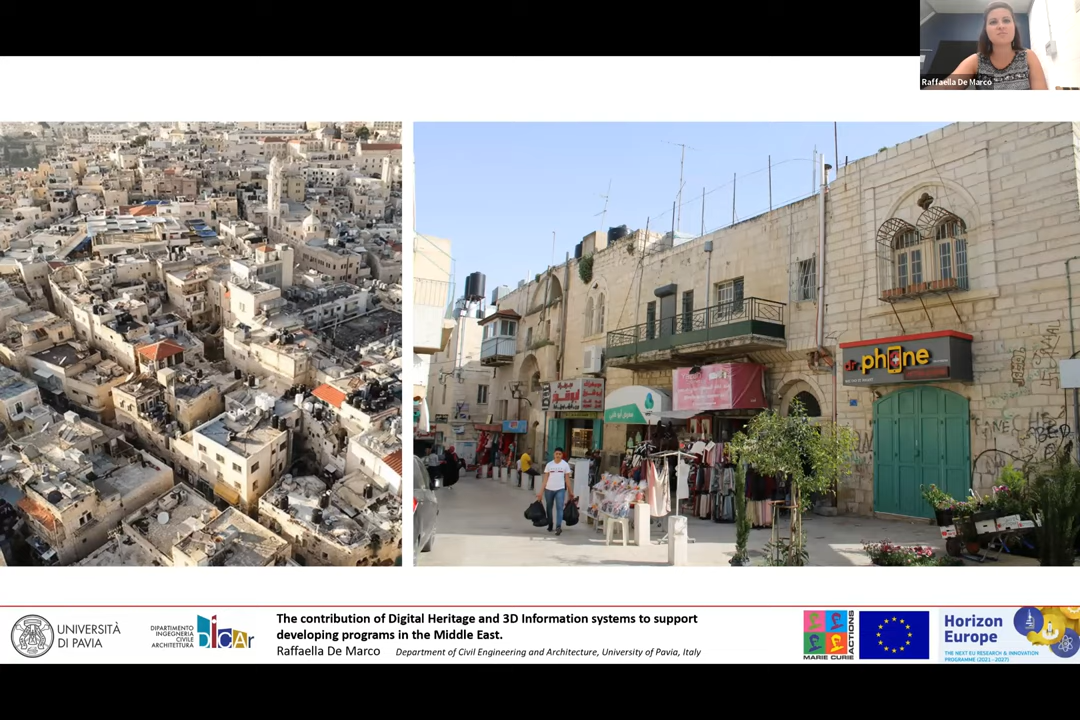 Raffaella De Marco
dr.phone
UNIVERSITÀ
DI PAVIA
DIPARTIMENTO
INGEGNERIA
CIVILE
ARCHITETTURA
DICAr
The contribution of Digital Heritage and 3D Information systems to support
developing programs in the Middle East.
Raffaella De Marco Department of Civil Engineering and Architecture, University of Pavia, Italy
MARIE CURIE
ACTIONS
Horizon
Europe
THE NEXT EU RESEARCH & INNOVATION
PROGRAMME (2021 - 2027)